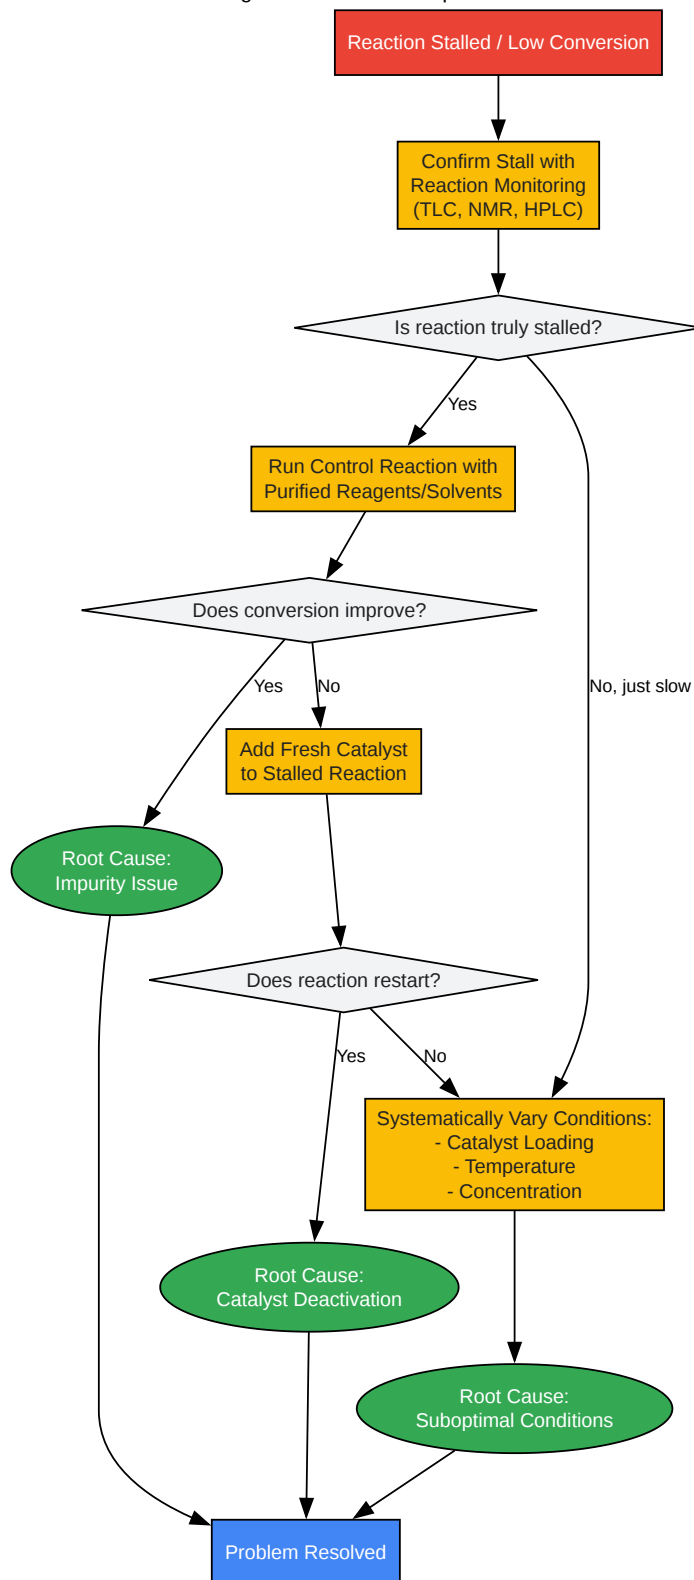 Reaction Stalled / Low Conversion
Confirm Stall with
Reaction Monitoring
(TLC, NMR, HPLC)
Is reaction truly stalled?
Yes
Run Control Reaction with
Purified Reagents/Solvents
Does conversion improve?
No, just slow
Yes
No
Add Fresh Catalyst
to Stalled Reaction
Root Cause:
Impurity Issue
Does reaction restart?
Yes
No
Systematically Vary Conditions:
- Catalyst Loading
- Temperature
- Concentration
Root Cause:
Catalyst Deactivation
Root Cause:
Suboptimal Conditions
Problem Resolved